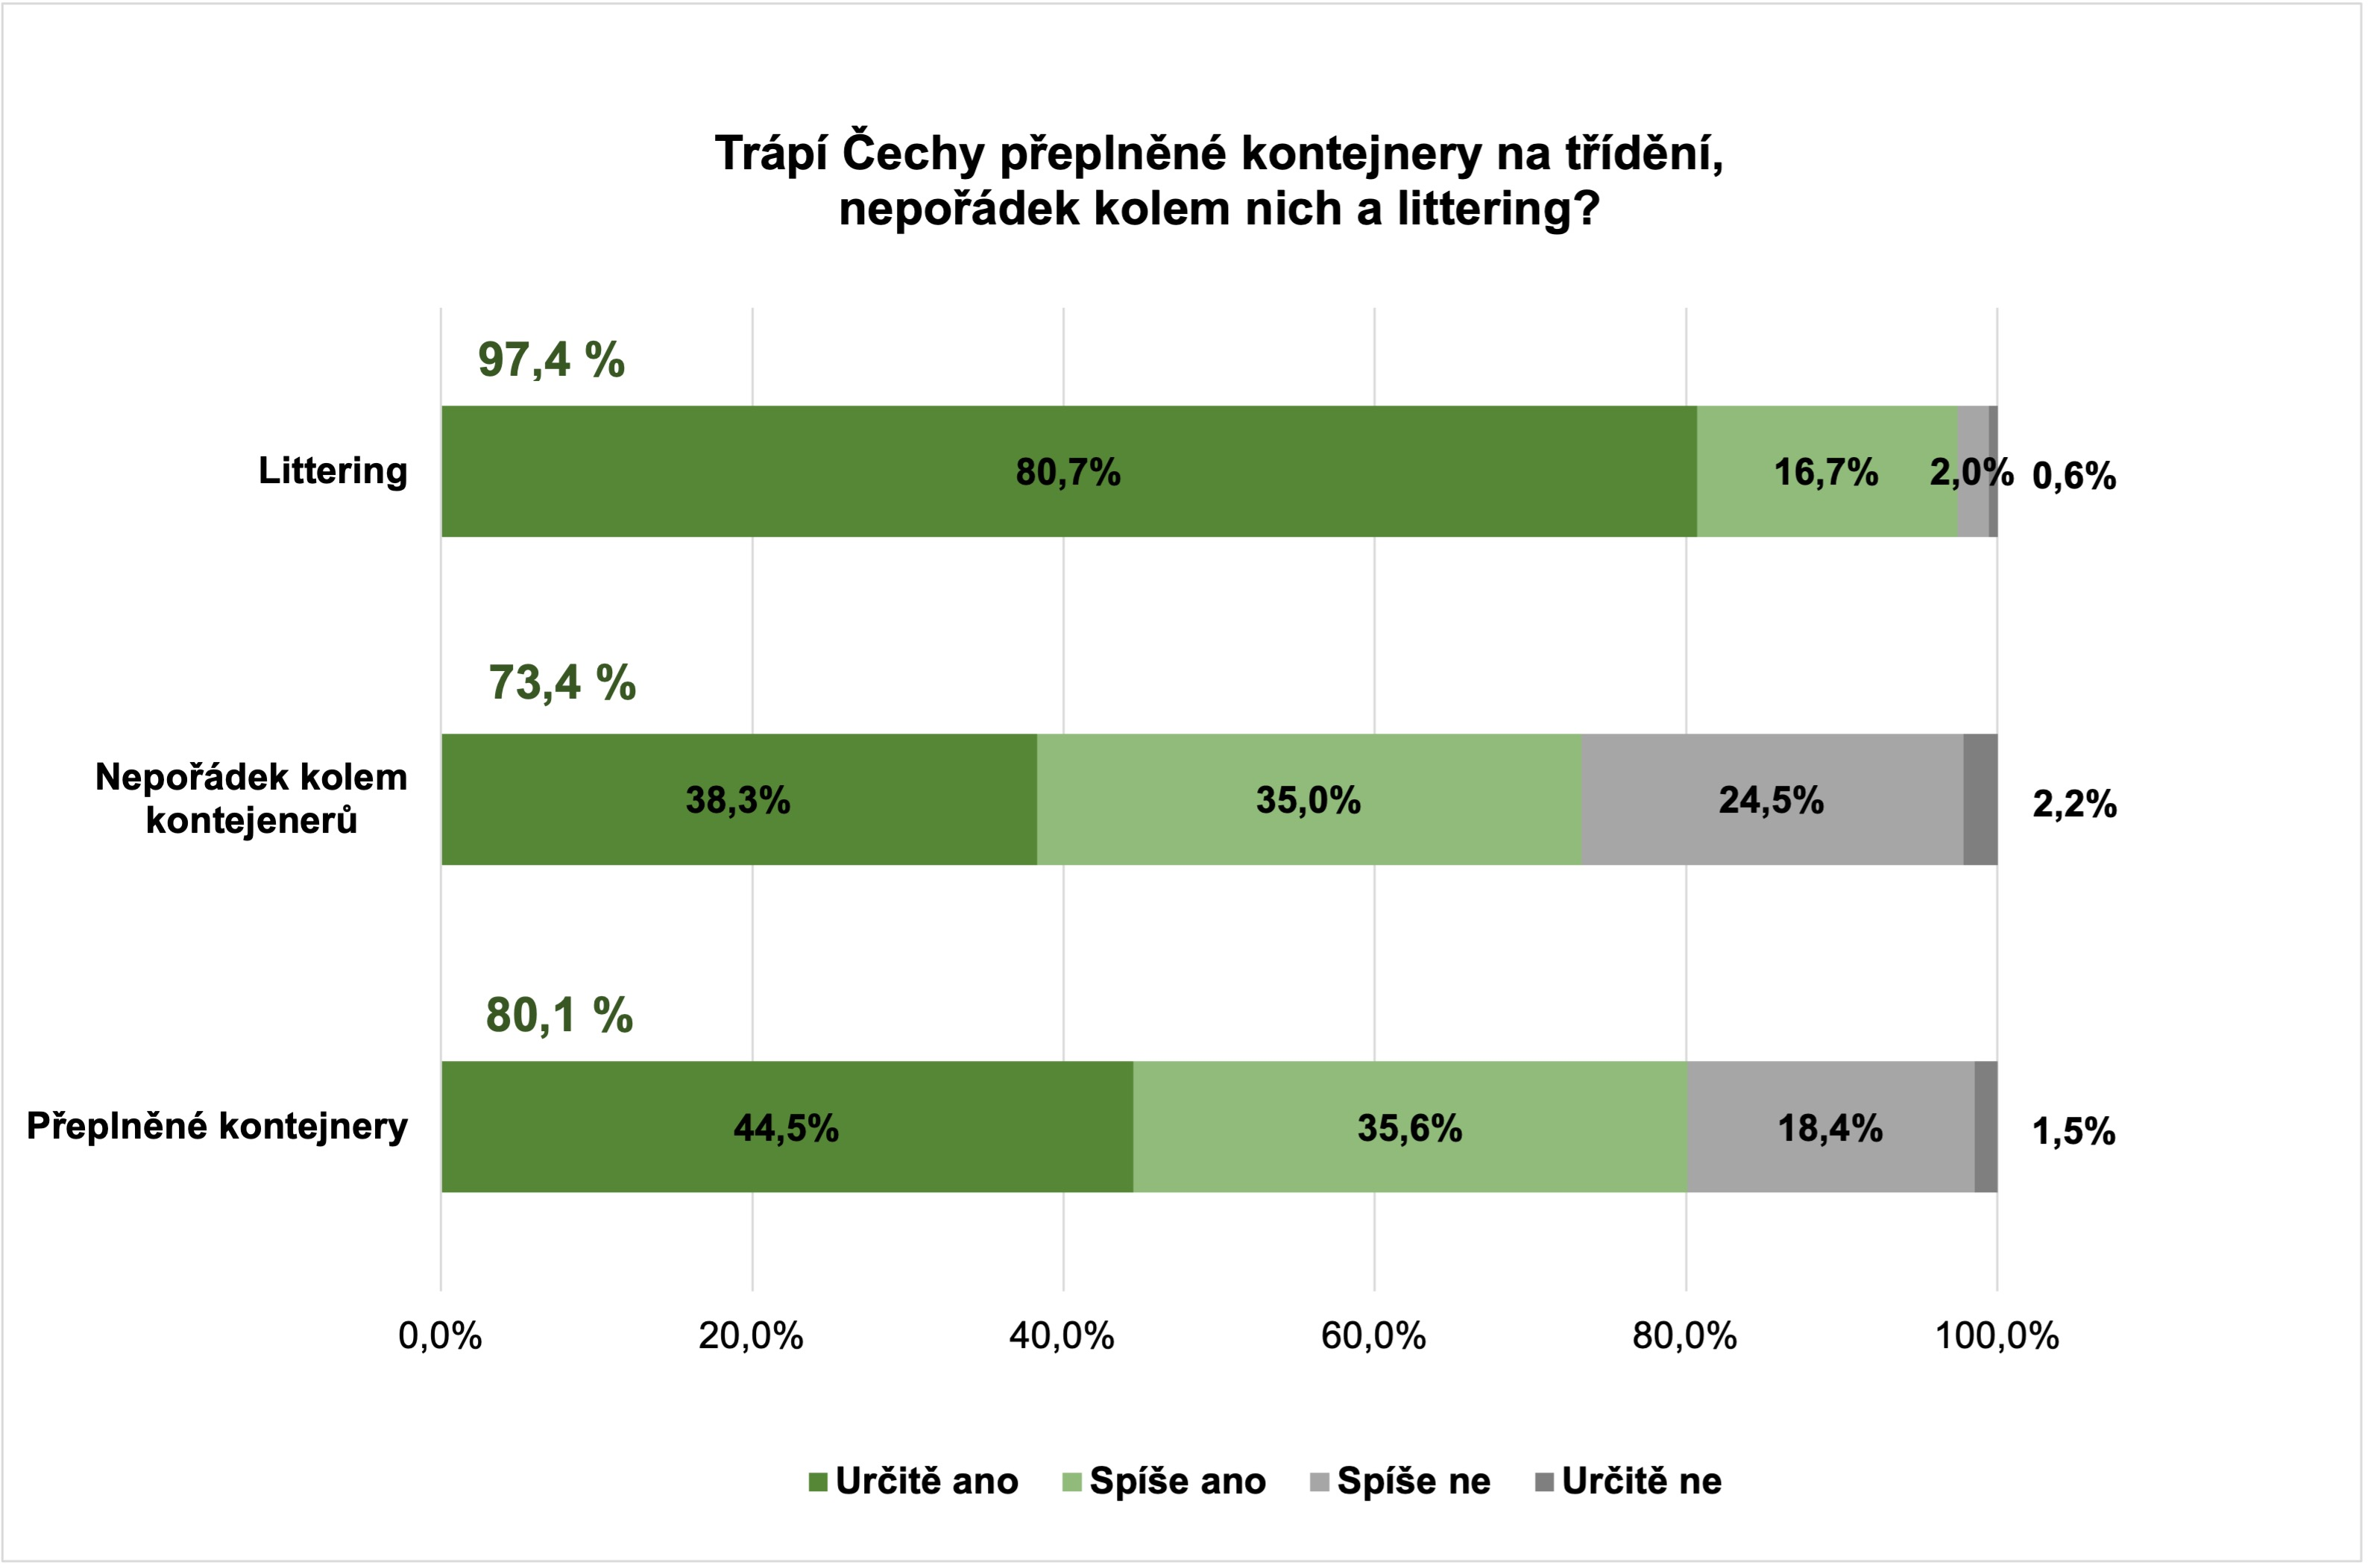 Trápí Čechy přeplněné kontejnery na třídění,
nepořádek kolem nich a littering?
97,4 %
Littering
80,7%
16,7%
2,0%
0,6%
73,4 %
Nepořádek kolem
kontejenerů
38,3%
35,0%
24,5%
2,2%
80,1 %
Přeplněné kontejnery
44,5%
35,6%
18,4%
1,5%
0,0%
20,0%
40,0%
60,0%
80,0%
100,0%
Určitě ano
Spíše ano
Spíše ne
Určitě ne